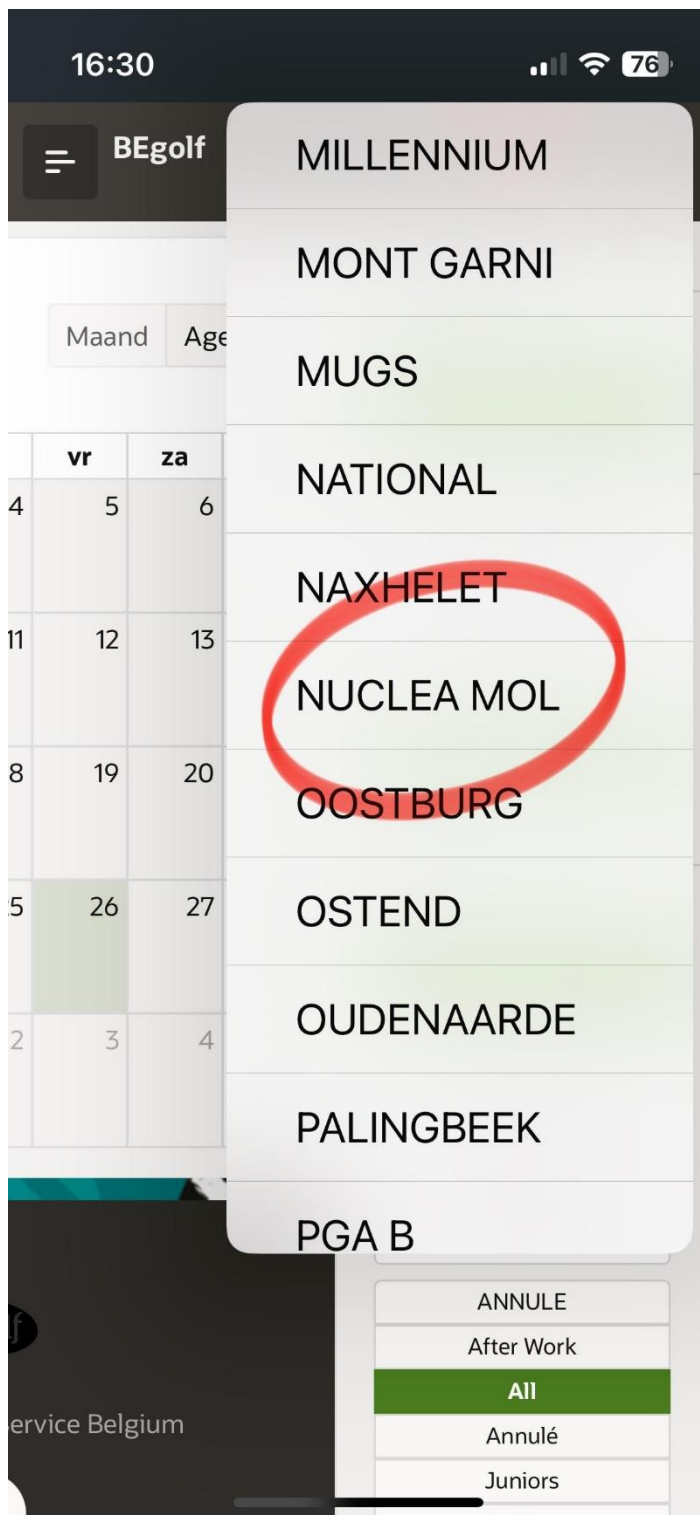 16:30
76
BEgolf
Maand Age
vr za
4 5 6
11 12 13
8 19 20
5 26 27
2 3 4
MILLENNIUM
MONT GARNI
MUGS
NATIONAL
NAXHELET
NUCLEA MOL
OOSTBURG
OSTEND
OUDENAARDE
PALINGBEEK
PGA B
ANNULE
After Work
All
Annulé
Juniors
ervice Belgium